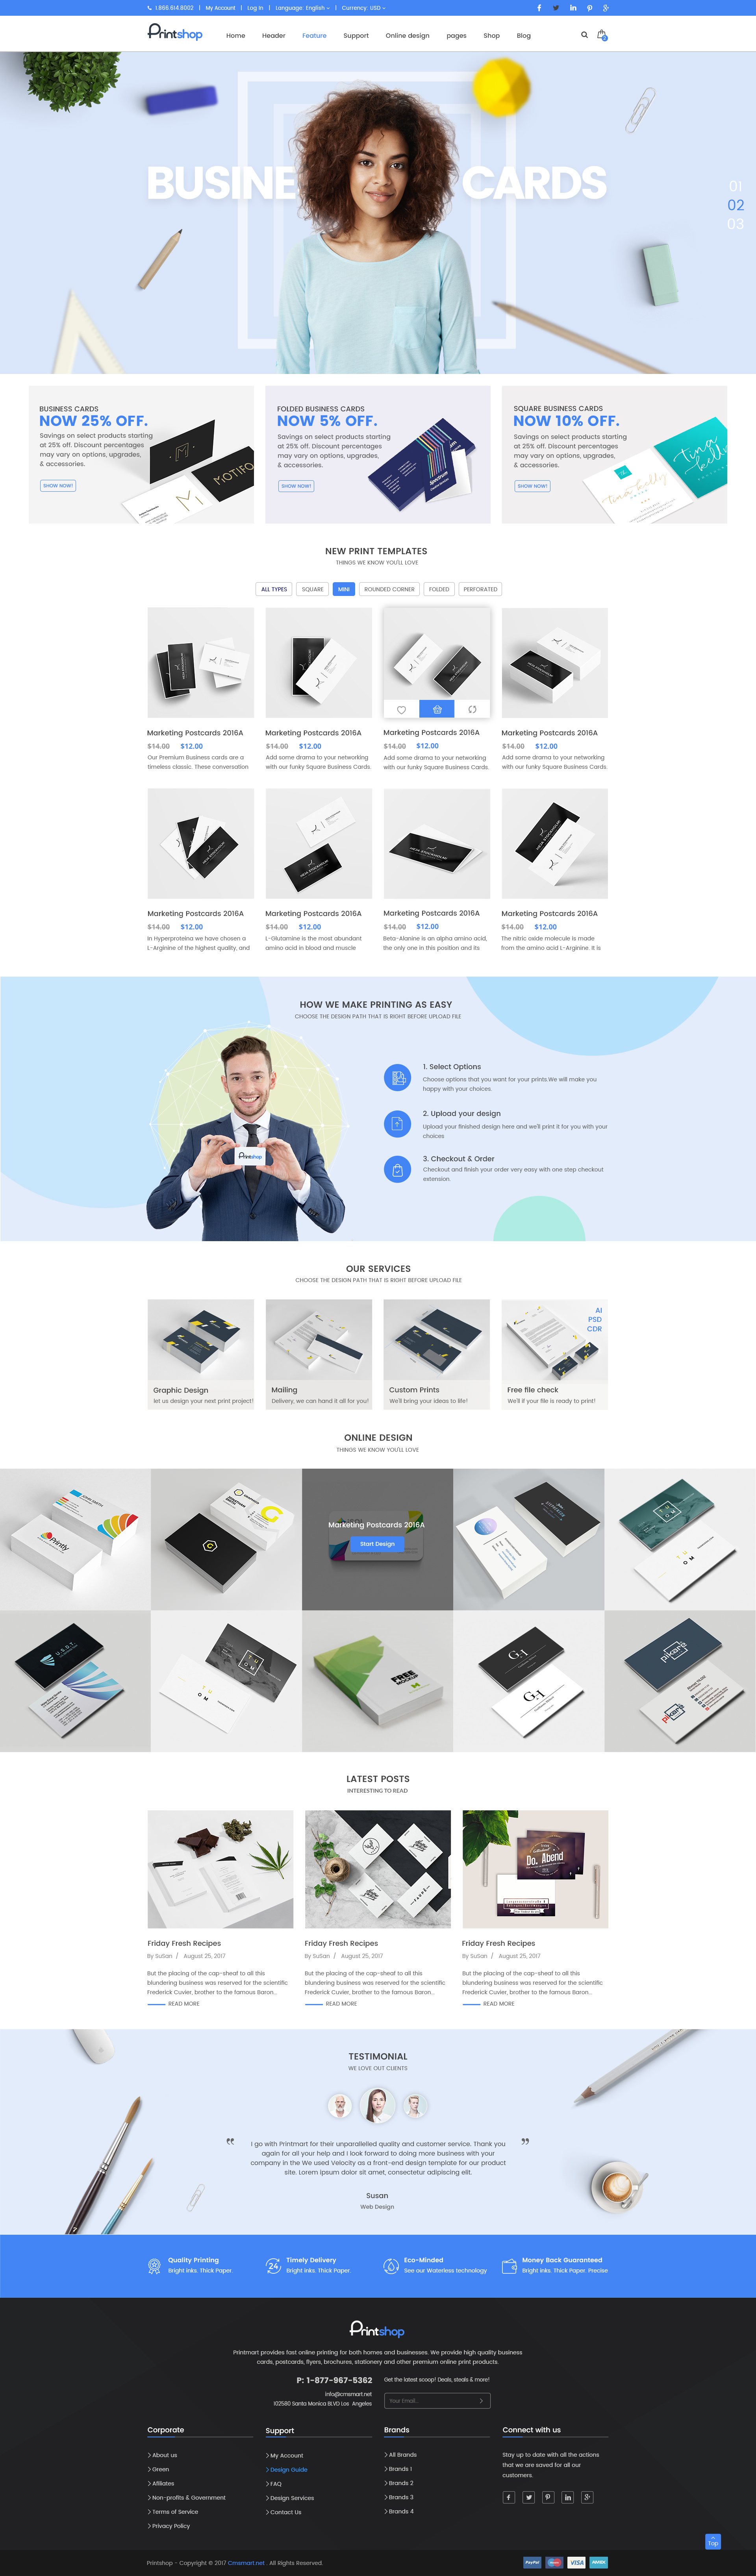 1.866.614.8002 | My Account | Log in | Language: English | Currency: USD
Printshop
Home Header Feature Support Online design pages Shop Blog
2
BUSINE CARDS
01
02
03
BUSINESS CARDS
NOW 25% OFF.
Savings on select products starting
at 25% off. Discount percentages
may vary on options, upgrades,
& accessories.
SHOW NOW!
MOTIFO
FOLDED BUSINESS CARDS
NOW 5% OFF.
Savings on select products starting
at 25% off. Discount percentages
may vary on options, upgrades,
& accessories.
SHOW NOW!
Spectrum
SQUARE BUSINESS CARDS
NOW 10% OFF.
Savings on select products starting
at 25% off. Discount percentages
may vary on options, upgrades,
& accessories.
SHOW NOW!
tina kelly
NEW PRINT TEMPLATES
THINGS WE KNOW YOU'LL LOVE
ALL TYPES SQUARE MINI ROUNDED CORNER FOLDED PERFORATED
Marketing Postcards 2016A
$14.00 $12.00
Our Premium Business cards are a
timeless classic. These conversation
Marketing Postcards 2016A
$14.00 $12.00
Add some drama to your networking
with our funky Square Business Cards.
Marketing Postcards 2016A
$14.00 $12.00
Add some drama to your networking
with our funky Square Business Cards.
Marketing Postcards 2016A
$14.00 $12.00
Add some drama to your networking
with our funky Square Business Cards.
Marketing Postcards 2016A
$14.00 $12.00
In Hyperproteina we have chosen a
L-Arginine of the highest quality, and
Marketing Postcards 2016A
$14.00 $12.00
L-Glutamine is the most abundant
amino acid in blood and muscle
Marketing Postcards 2016A
$14.00 $12.00
Beta-Alanine is an alpha amino acid,
the only one in this position and its
Marketing Postcards 2016A
$14.00 $12.00
The nitric oxide molecule is made
from the amino acid L-Arginine. It is
HOW WE MAKE PRINTING AS EASY
CHOOSE THE DESIGN PATH THAT IS RIGHT BEFORE UPLOAD FILE
Printshop
1. Select Options
Choose options that you want for your prints.We will make you
happy with your choices.
2. Upload your design
Upload your finished design here and we'll print it for you with your
choices
3. Checkout & Order
Checkout and finish your order very easy with one step checkout
extension.
OUR SERVICES
CHOOSE THE DESIGN PATH THAT IS RIGHT BEFORE UPLOAD FILE
Graphic Design
let us design your next print project!
Mailing
Delivery, we can hand it all for you!
Custom Prints
We'll bring your ideas to life!
AI
PSD
CDR
Free file check
We'll if your file is ready to print!
ONLINE DESIGN
THINGS WE KNOW YOU'LL LOVE
Printly
Marketing Postcards 2016A
Start Design
FREE
MOCKUP
G.I
G.I
pikare
pikare
LATEST POSTS
INTERESTING TO READ
Do. Abend
Friday Fresh Recipes
By SuSan / August 25, 2017
But the placing of the cap-sheaf to all this
blundering business was reserved for the scientific
Frederick Cuvier, brother to the famous Baron...
READ MORE
Friday Fresh Recipes
By SuSan / August 25, 2017
But the placing of the cap-sheaf to all this
blundering business was reserved for the scientific
Frederick Cuvier, brother to the famous Baron...
READ MORE
Friday Fresh Recipes
By SuSan / August 25, 2017
But the placing of the cap-sheaf to all this
blundering business was reserved for the scientific
Frederick Cuvier, brother to the famous Baron...
READ MORE
TESTIMONIAL
WE LOVE OUT CLIENTS
I go with Printmart for their unparallelled quality and customer service. Thank you
again for all your help and I look forward to doing more business with your
company in the We used Velocity as a front-end design template for our product
site. Lorem ipsum dolor sit amet, consectetur adipiscing elit.
Susan
Web Design
Quality Printing
Bright inks. Thick Paper.
24
Timely Delivery
Bright inks. Thick Paper.
Eco-Minded
See our Waterless technology
Money Back Guaranteed
Bright inks. Thick Paper. Precise
Printshop
Printmart provides fast online printing for both homes and businesses. We provide high quality business
cards, postcards, flyers, brochures, stationery and other premium online print products.
P: 1-877-967-5362
info@cmsmart.net
102580 Santa Monica BLVD Los Angeles
Get the latest scoop! Deals, steals & more!
Your Email...
Corporate
About us
Green
Afiliates
Non-profits & Government
Terms of Service
Privacy Policy
Support
My Account
Design Guide
FAQ
Design Services
Contact Us
Brands
All Brands
Brands 1
Brands 2
Brands 3
Brands 4
Connect with us
Stay up to date with all the actions
that we are saved for all our
customers.
Top
Printshop - Copyright © 2017 Cmsmart.net . All Rights Reserved.
PayPal VISA AMEX